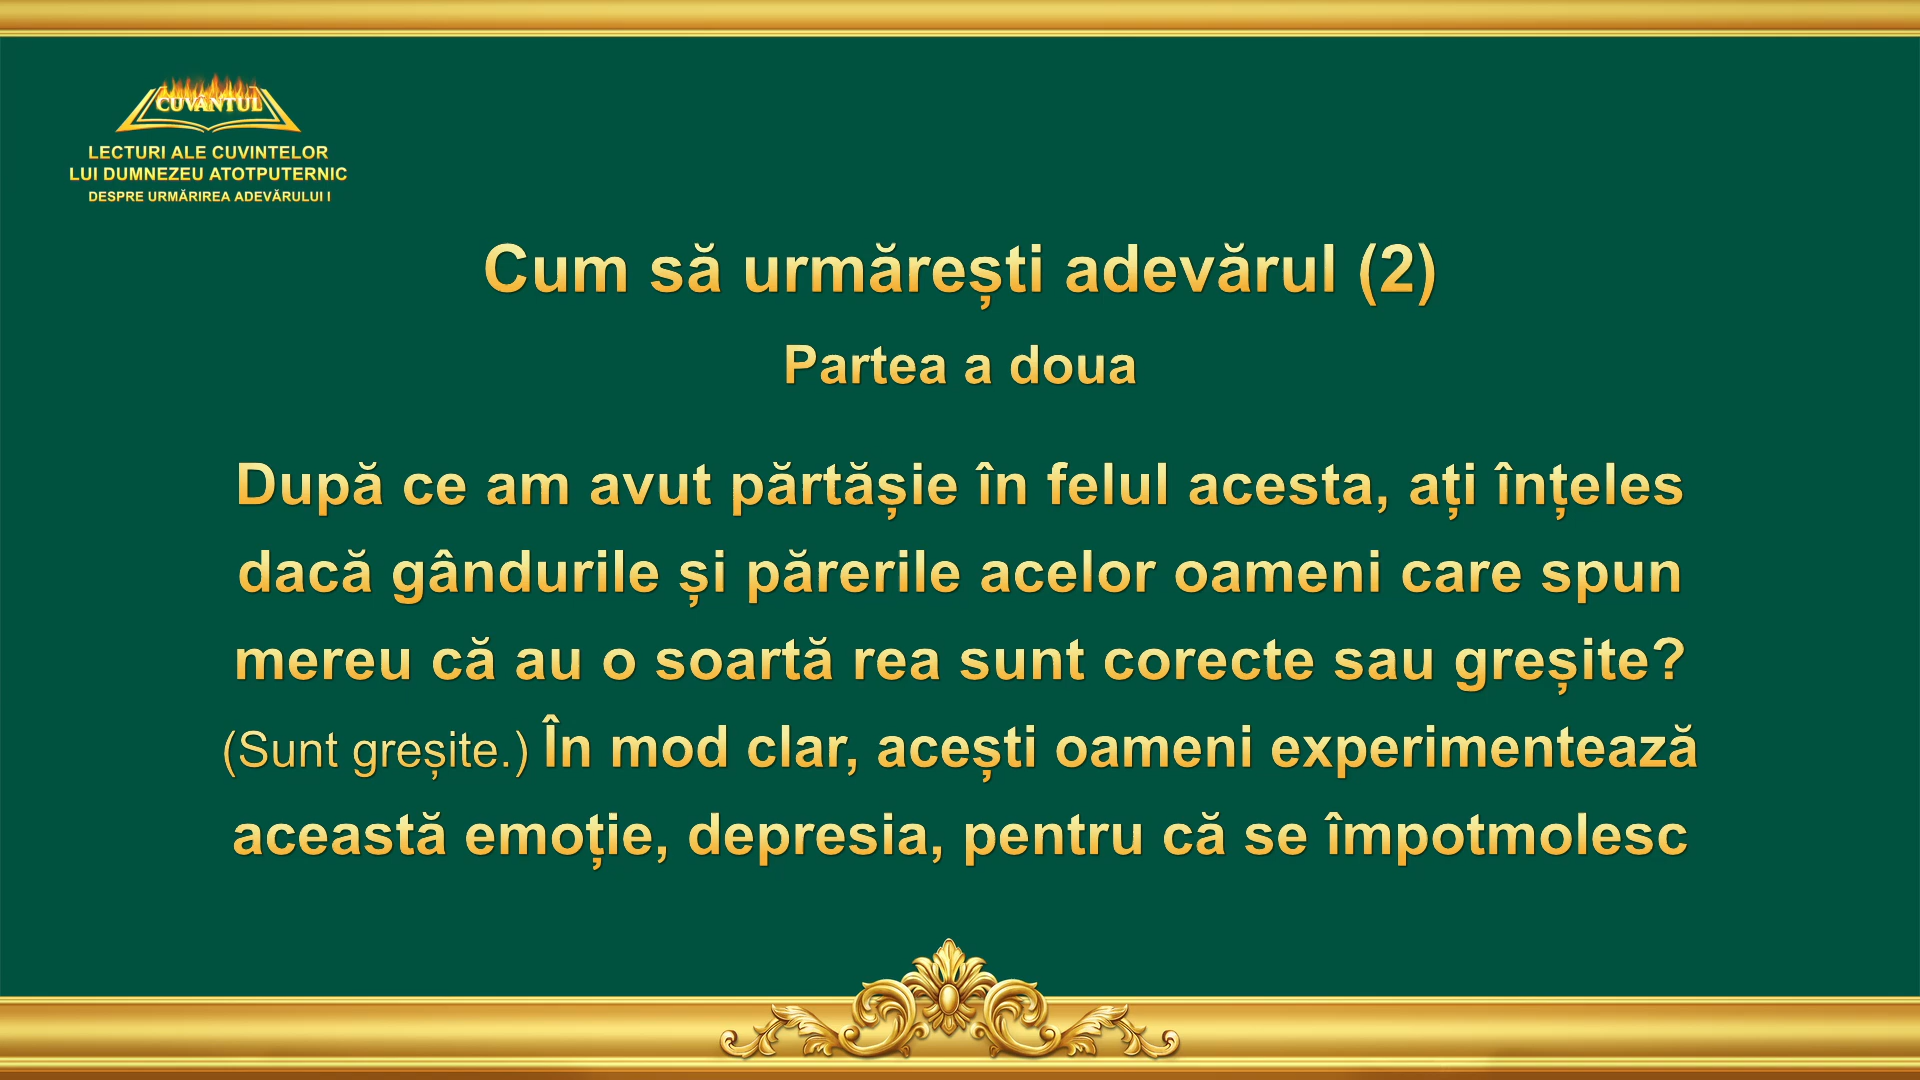 CUVÂNTUL
LECTURI ALE CUVINTELOR
LUI DUMNEZEU ATOTPUTERNIC
DESPRE URMĂRIREA ADEVĂRULUI I
Cum să urmărești adevărul (2)
Partea a doua
După ce am avut părtășie în felul acesta, ați înțeles
dacă gândurile și părerile acelor oameni care spun
mereu că au o soartă rea sunt corecte sau greșite?
(Sunt greșite.) În mod clar, acești oameni experimentează
această emoție, depresia, pentru că se împotmolesc